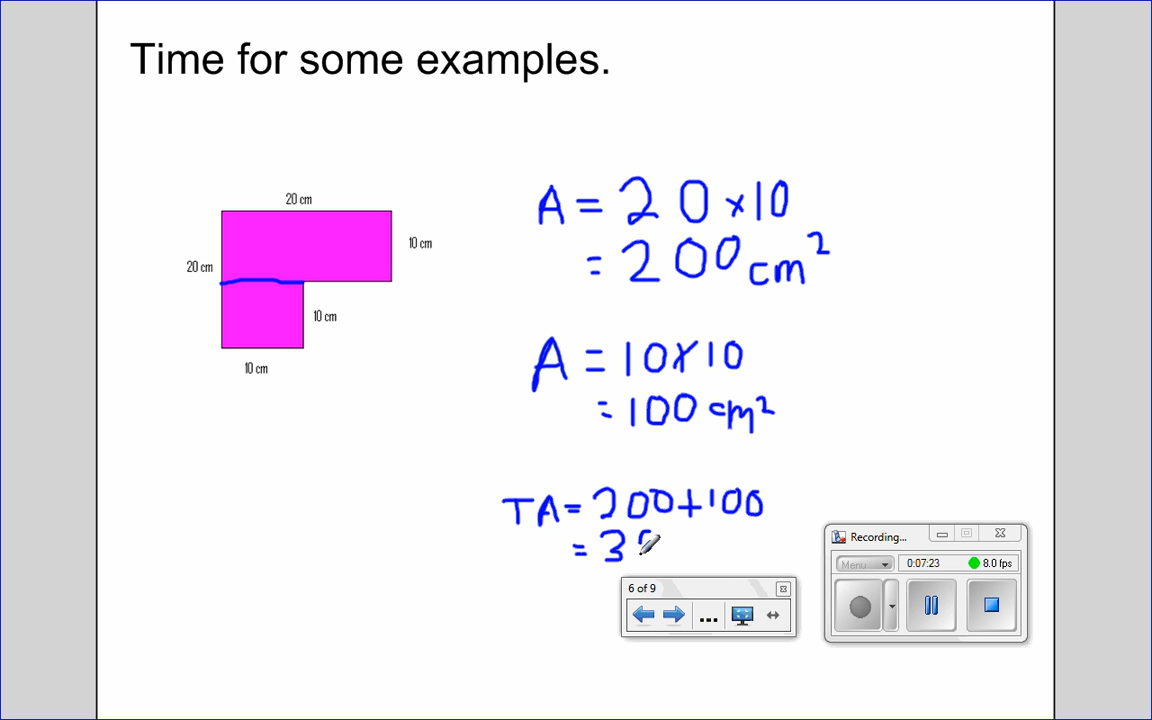 Time for some examples.
20 cm
10 cm
20 cm
10 cm
10 cm
A = 20 × 10
= 200 cm²
A = 10 × 10
= 100 cm²
TA = 200 + 100
= 3
6 of 9
...
Recording...
Menu
0:07:23
8.0 fps